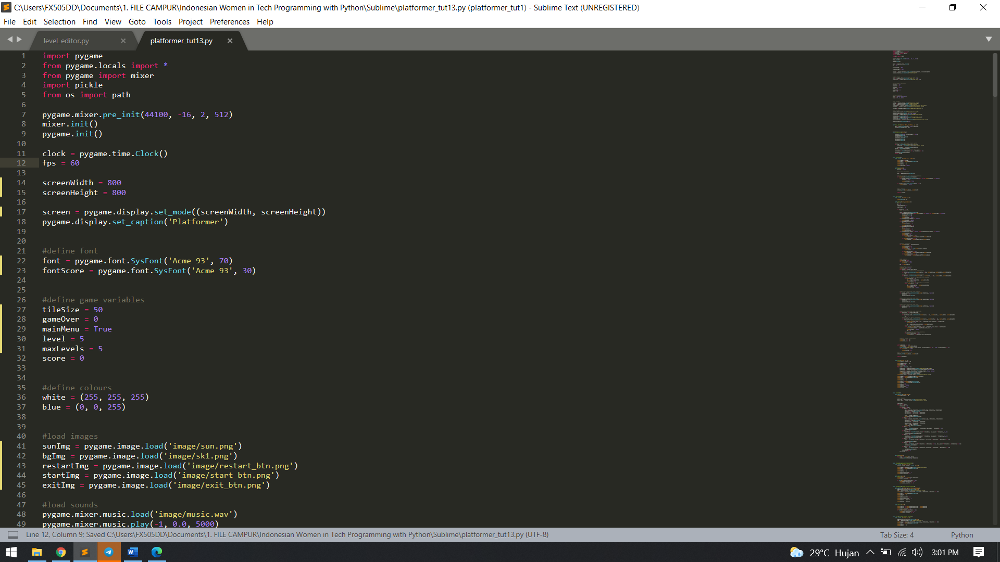 C:\Users\FX505DD\Documents\1. FILE CAMPUR\Indonesian Women in Tech Programming with Python\Sublime\platformer_tut13.py (platformer_tut1) - Sublime Text (UNREGISTERED)
File Edit Selection Find View Goto Tools Project Preferences Help
level_editor.py platformer_tut13.py
1 import pygame
2 from pygame.locals import *
3 from pygame import mixer
4 import pickle
5 from os import path
6
7 pygame.mixer.pre_init(44100, -16, 2, 512)
8 mixer.init()
9 pygame.init()
10
11 clock = pygame.time.Clock()
12 fps = 60
13
14 screenWidth = 800
15 screenHeight = 800
16
17 screen = pygame.display.set_mode((screenWidth, screenHeight))
18 pygame.display.set_caption('Platformer')
19
20
21 #define font
22 font = pygame.font.SysFont('Acme 93', 70)
23 fontScore = pygame.font.SysFont('Acme 93', 30)
24
25
26 #define game variables
27 tileSize = 50
28 gameOver = 0
29 mainMenu = True
30 level = 5
31 maxLevels = 5
32 score = 0
33
34
35 #define colours
36 white = (255, 255, 255)
37 blue = (0, 0, 255)
38
39
40 #load images
41 sunImg = pygame.image.load('image/sun.png')
42 bgImg = pygame.image.load('image/sk1.png')
43 restartImg = pygame.image.load('image/restart_btn.png')
44 startImg = pygame.image.load('image/start_btn.png')
45 exitImg = pygame.image.load('image/exit_btn.png')
46
47 #load sounds
48 pygame.mixer.music.load('image/music.wav')
49 pygame.mixer.music.play(-1, 0.0, 5000)
Line 12, Column 9; Saved C:\Users\FX505DD\Documents\1. FILE CAMPUR\Indonesian Women in Tech Programming with Python\Sublime\platformer_tut13.py (UTF-8) Tab Size: 4 Python
29°C Hujan 3:01 PM